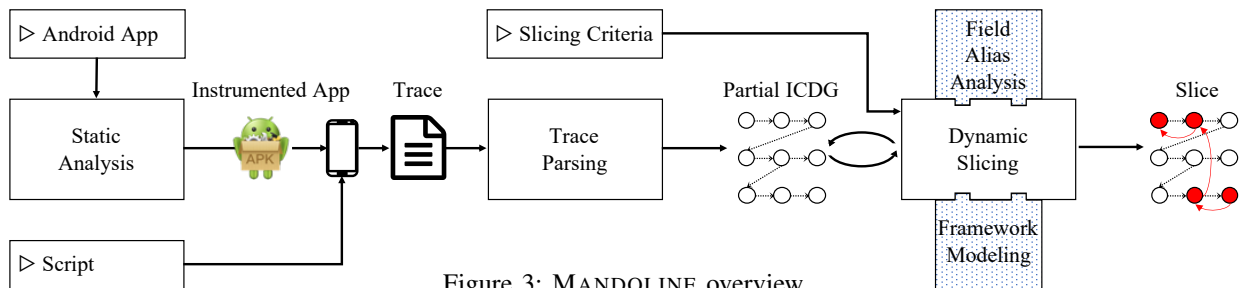 ▷ Android App
▷ Slicing Criteria
Field
Alias
Analysis
Instrumented App
Trace
Partial ICDG
Slice
Static
Analysis
APK
Trace
Parsing
Dynamic
Slicing
Framework
Modeling
▷ Script
Figure 3: MANDOLINE overview